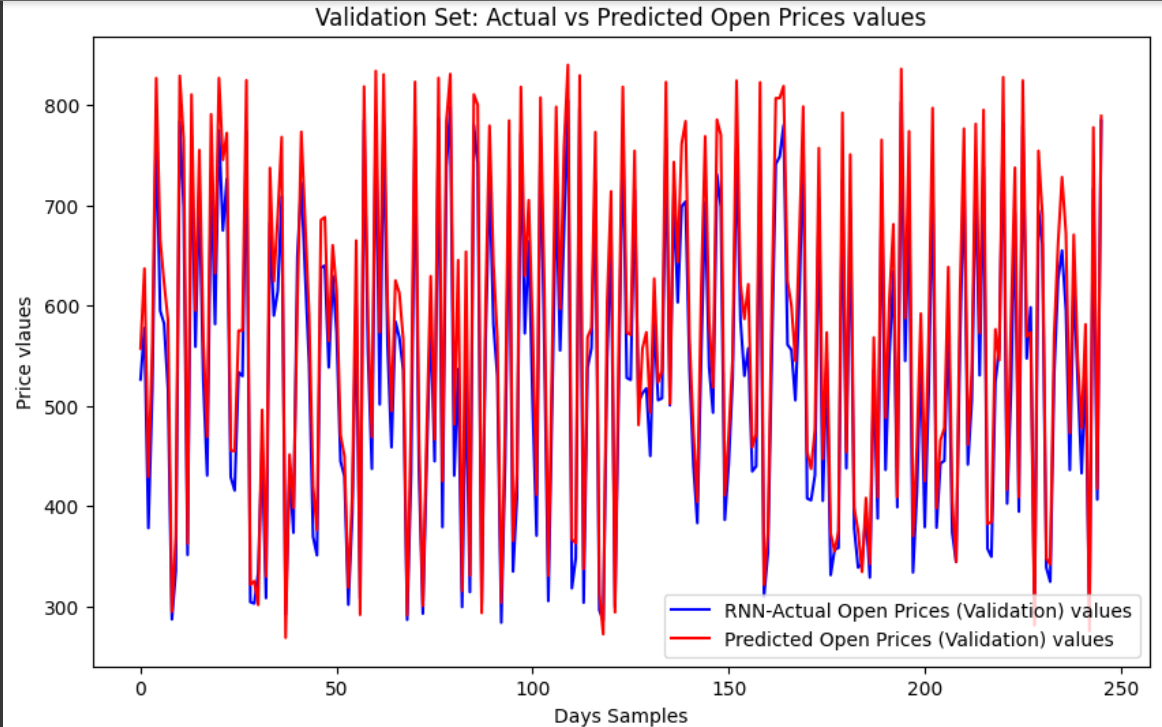 Validation Set: Actual vs Predicted Open Prices values
Price vlaues
800
700
600
500
400
300
RNN-Actual Open Prices (Validation) values
Predicted Open Prices (Validation) values
0 50 100 150 200 250
Days Samples